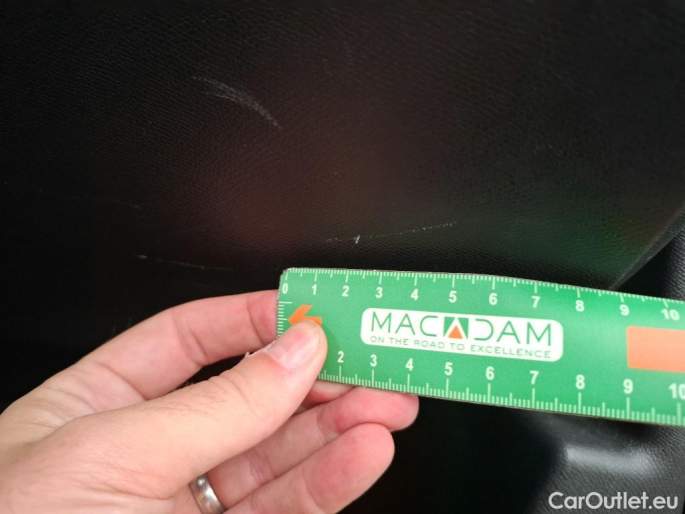 0 1 2 3 4 5 6 7 8 9 10
MACADAM
ON THE ROAD TO EXCELLENCE
2 3 4 5 6 7 8 9 10
CarOutlet.eu